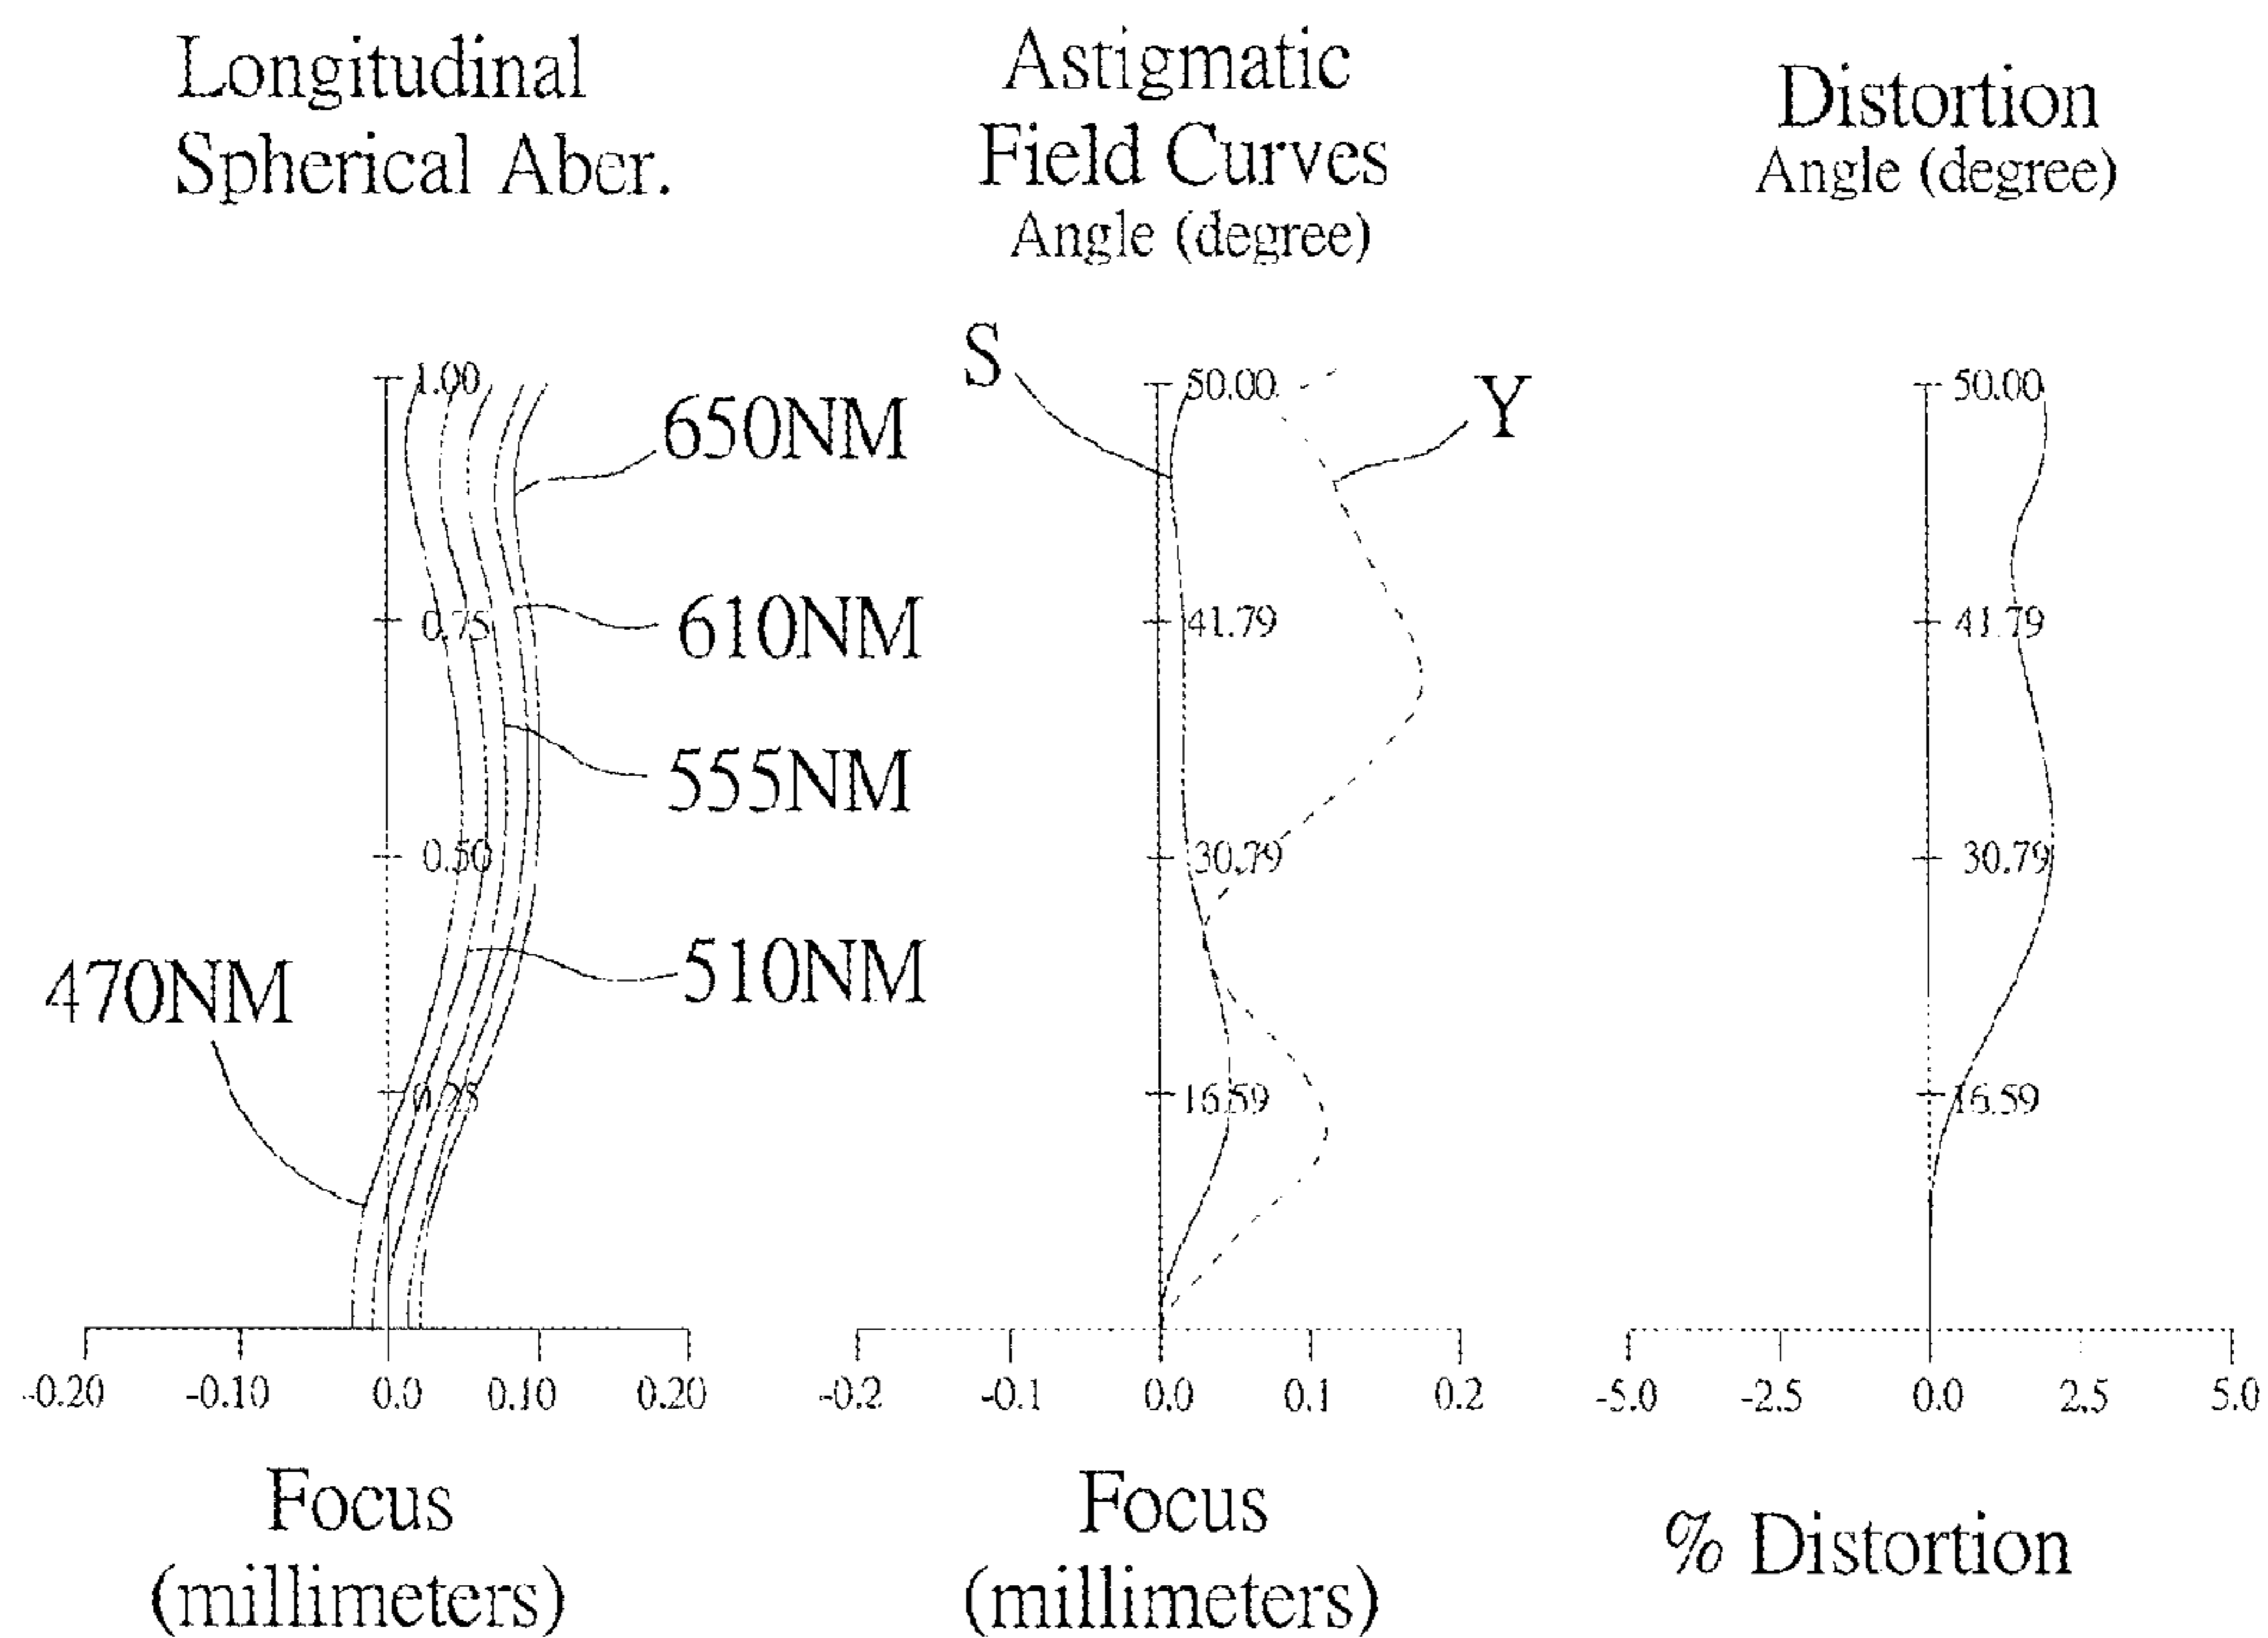 Longitudinal
Spherical Aber.
1.00
0.75
0.50
0.25
650NM
610NM
555NM
510NM
470NM
-0.20 -0.10 0.0 0.10 0.20
Focus
(millimeters)
Astigmatic
Field Curves
Angle (degree)
S
Y
50.00
41.79
30.79
16.59
-0.2 -0.1 0.0 0.1 0.2
Focus
(millimeters)
Distortion
Angle (degree)
50.00
41.79
30.79
16.59
-5.0 -2.5 0.0 2.5 5.0
% Distortion